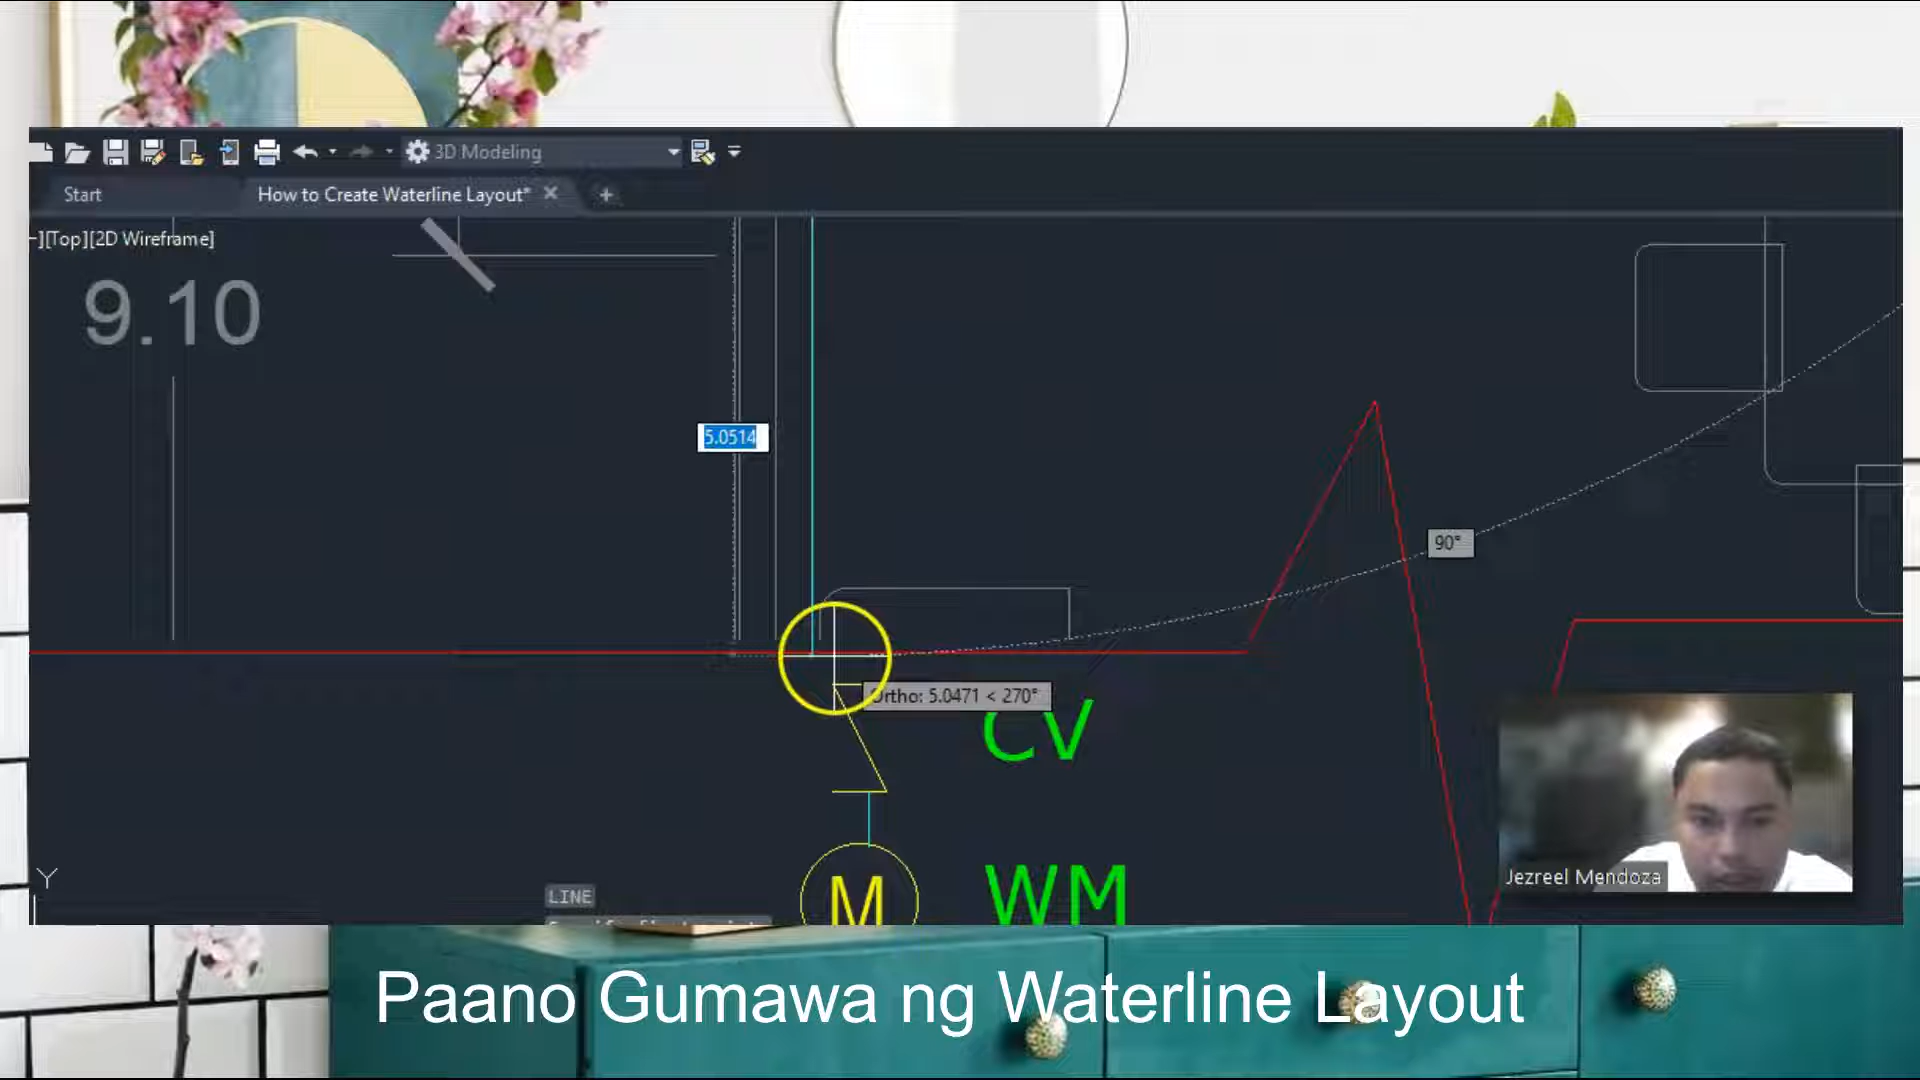 3D Modeling
Start
How to Create Waterline Layout*
-][Top][2D Wireframe]
9.10
5.0514
90°
Ortho: 5.0471 < 270°
CV
Jezreel Mendoza
Y
LINE
M
WM
Paano Gumawa ng Waterline Layout